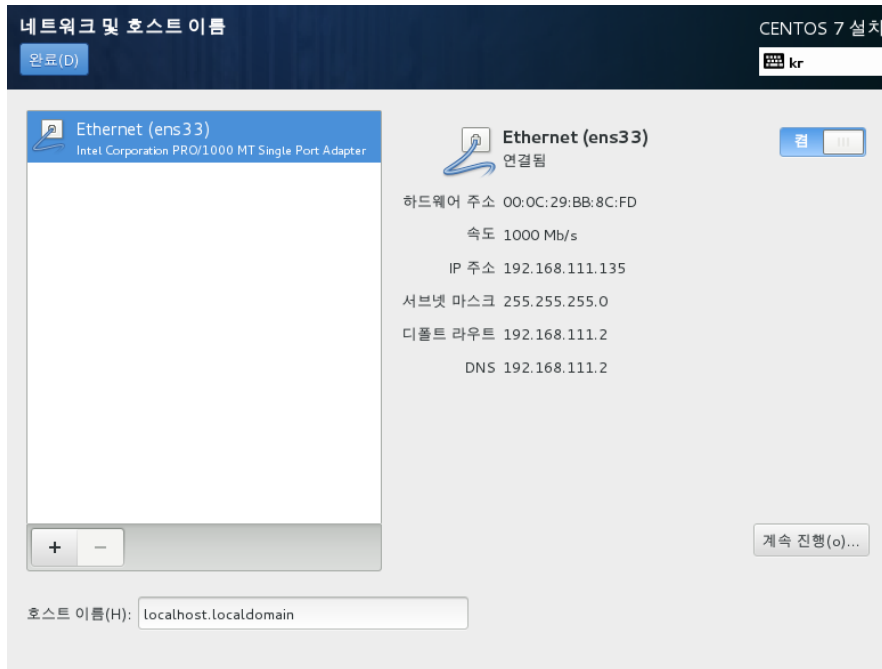 네트워크 및 호스트 이름
CENTOS 7 설치
완료(D)
kr
Ethernet (ens33)
Intel Corporation PRO/1000 MT Single Port Adapter
Ethernet (ens33)
연결됨
켬
하드웨어 주소 00:0C:29:BB:8C:FD
속도 1000 Mb/s
IP 주소 192.168.111.135
서브넷 마스크 255.255.255.0
디폴트 라우트 192.168.111.2
DNS 192.168.111.2
+ −
계속 진행(o)...
호스트 이름(H): localhost.localdomain